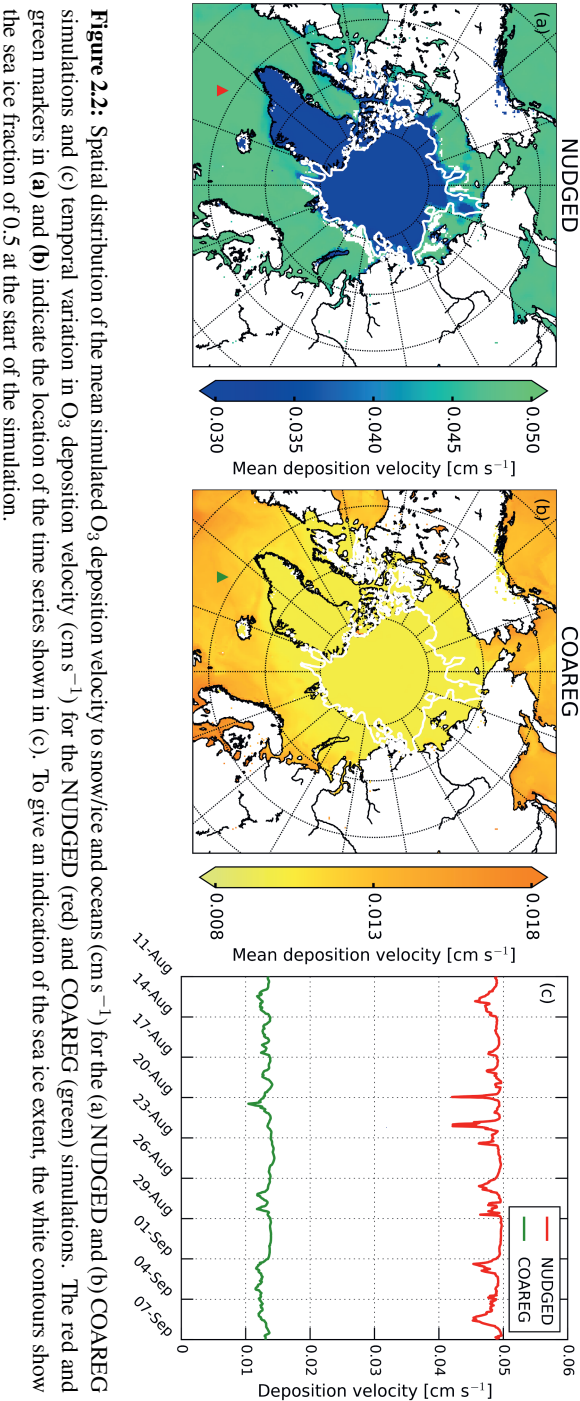 NUDGED
(a)
0.030
0.035
0.040
0.045
0.050
Mean deposition velocity [cm s⁻¹]
COAREG
(b)
0.008
0.013
0.018
Mean deposition velocity [cm s⁻¹]
(c)
NUDGED
COAREG
0.06
0.05
0.04
0.03
0.02
0.01
0
Deposition velocity [cm s⁻¹]
11-Aug
14-Aug
17-Aug
20-Aug
23-Aug
26-Aug
29-Aug
01-Sep
04-Sep
07-Sep
Figure 2.2: Spatial distribution of the mean simulated O₃ deposition velocity to snow/ice and oceans (cm s⁻¹) for the (a) NUDGED and (b) COAREG
simulations and (c) temporal variation in O₃ deposition velocity (cm s⁻¹) for the NUDGED (red) and COAREG (green) simulations. The red and
green markers in (a) and (b) indicate the location of the time series shown in (c). To give an indication of the sea ice extent, the white contours show
the sea ice fraction of 0.5 at the start of the simulation.